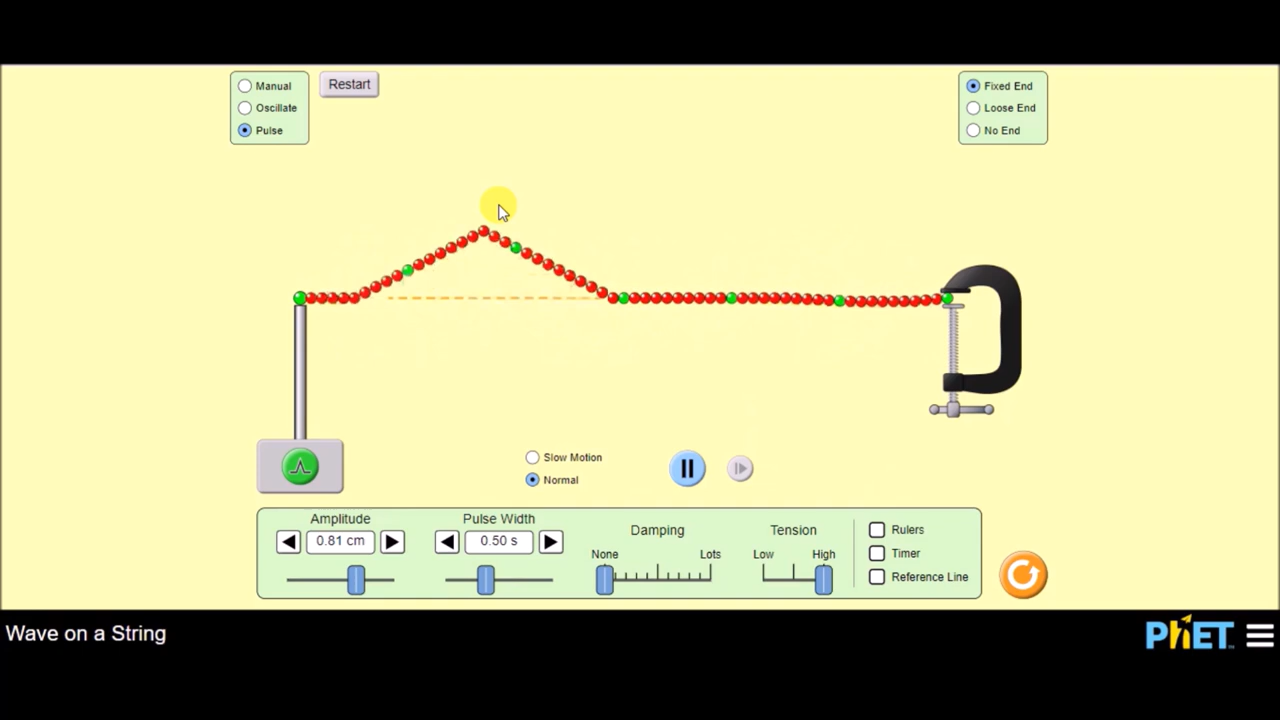 Manual
Oscillate
Pulse
Restart
Fixed End
Loose End
No End
Slow Motion
Normal
Amplitude
0.81 cm
Pulse Width
0.50 s
Damping
None
Lots
Tension
Low
High
Rulers
Timer
Reference Line
Wave on a String
PhET